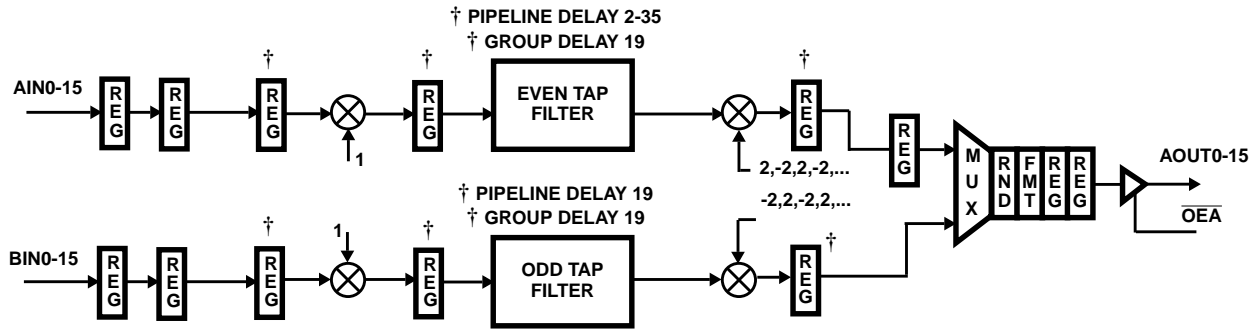 † PIPELINE DELAY 2-35
† GROUP DELAY 19
AIN0-15
REG
REG
†
REG
1
†
REG
EVEN TAP
FILTER
2,-2,2,-2,...
†
REG
REG
MUX
RND
FMT
REG
REG
AOUT0-15
OEA
† PIPELINE DELAY 19
† GROUP DELAY 19
BIN0-15
REG
REG
†
REG
1
†
REG
ODD TAP
FILTER
-2,2,-2,2,...
†
REG